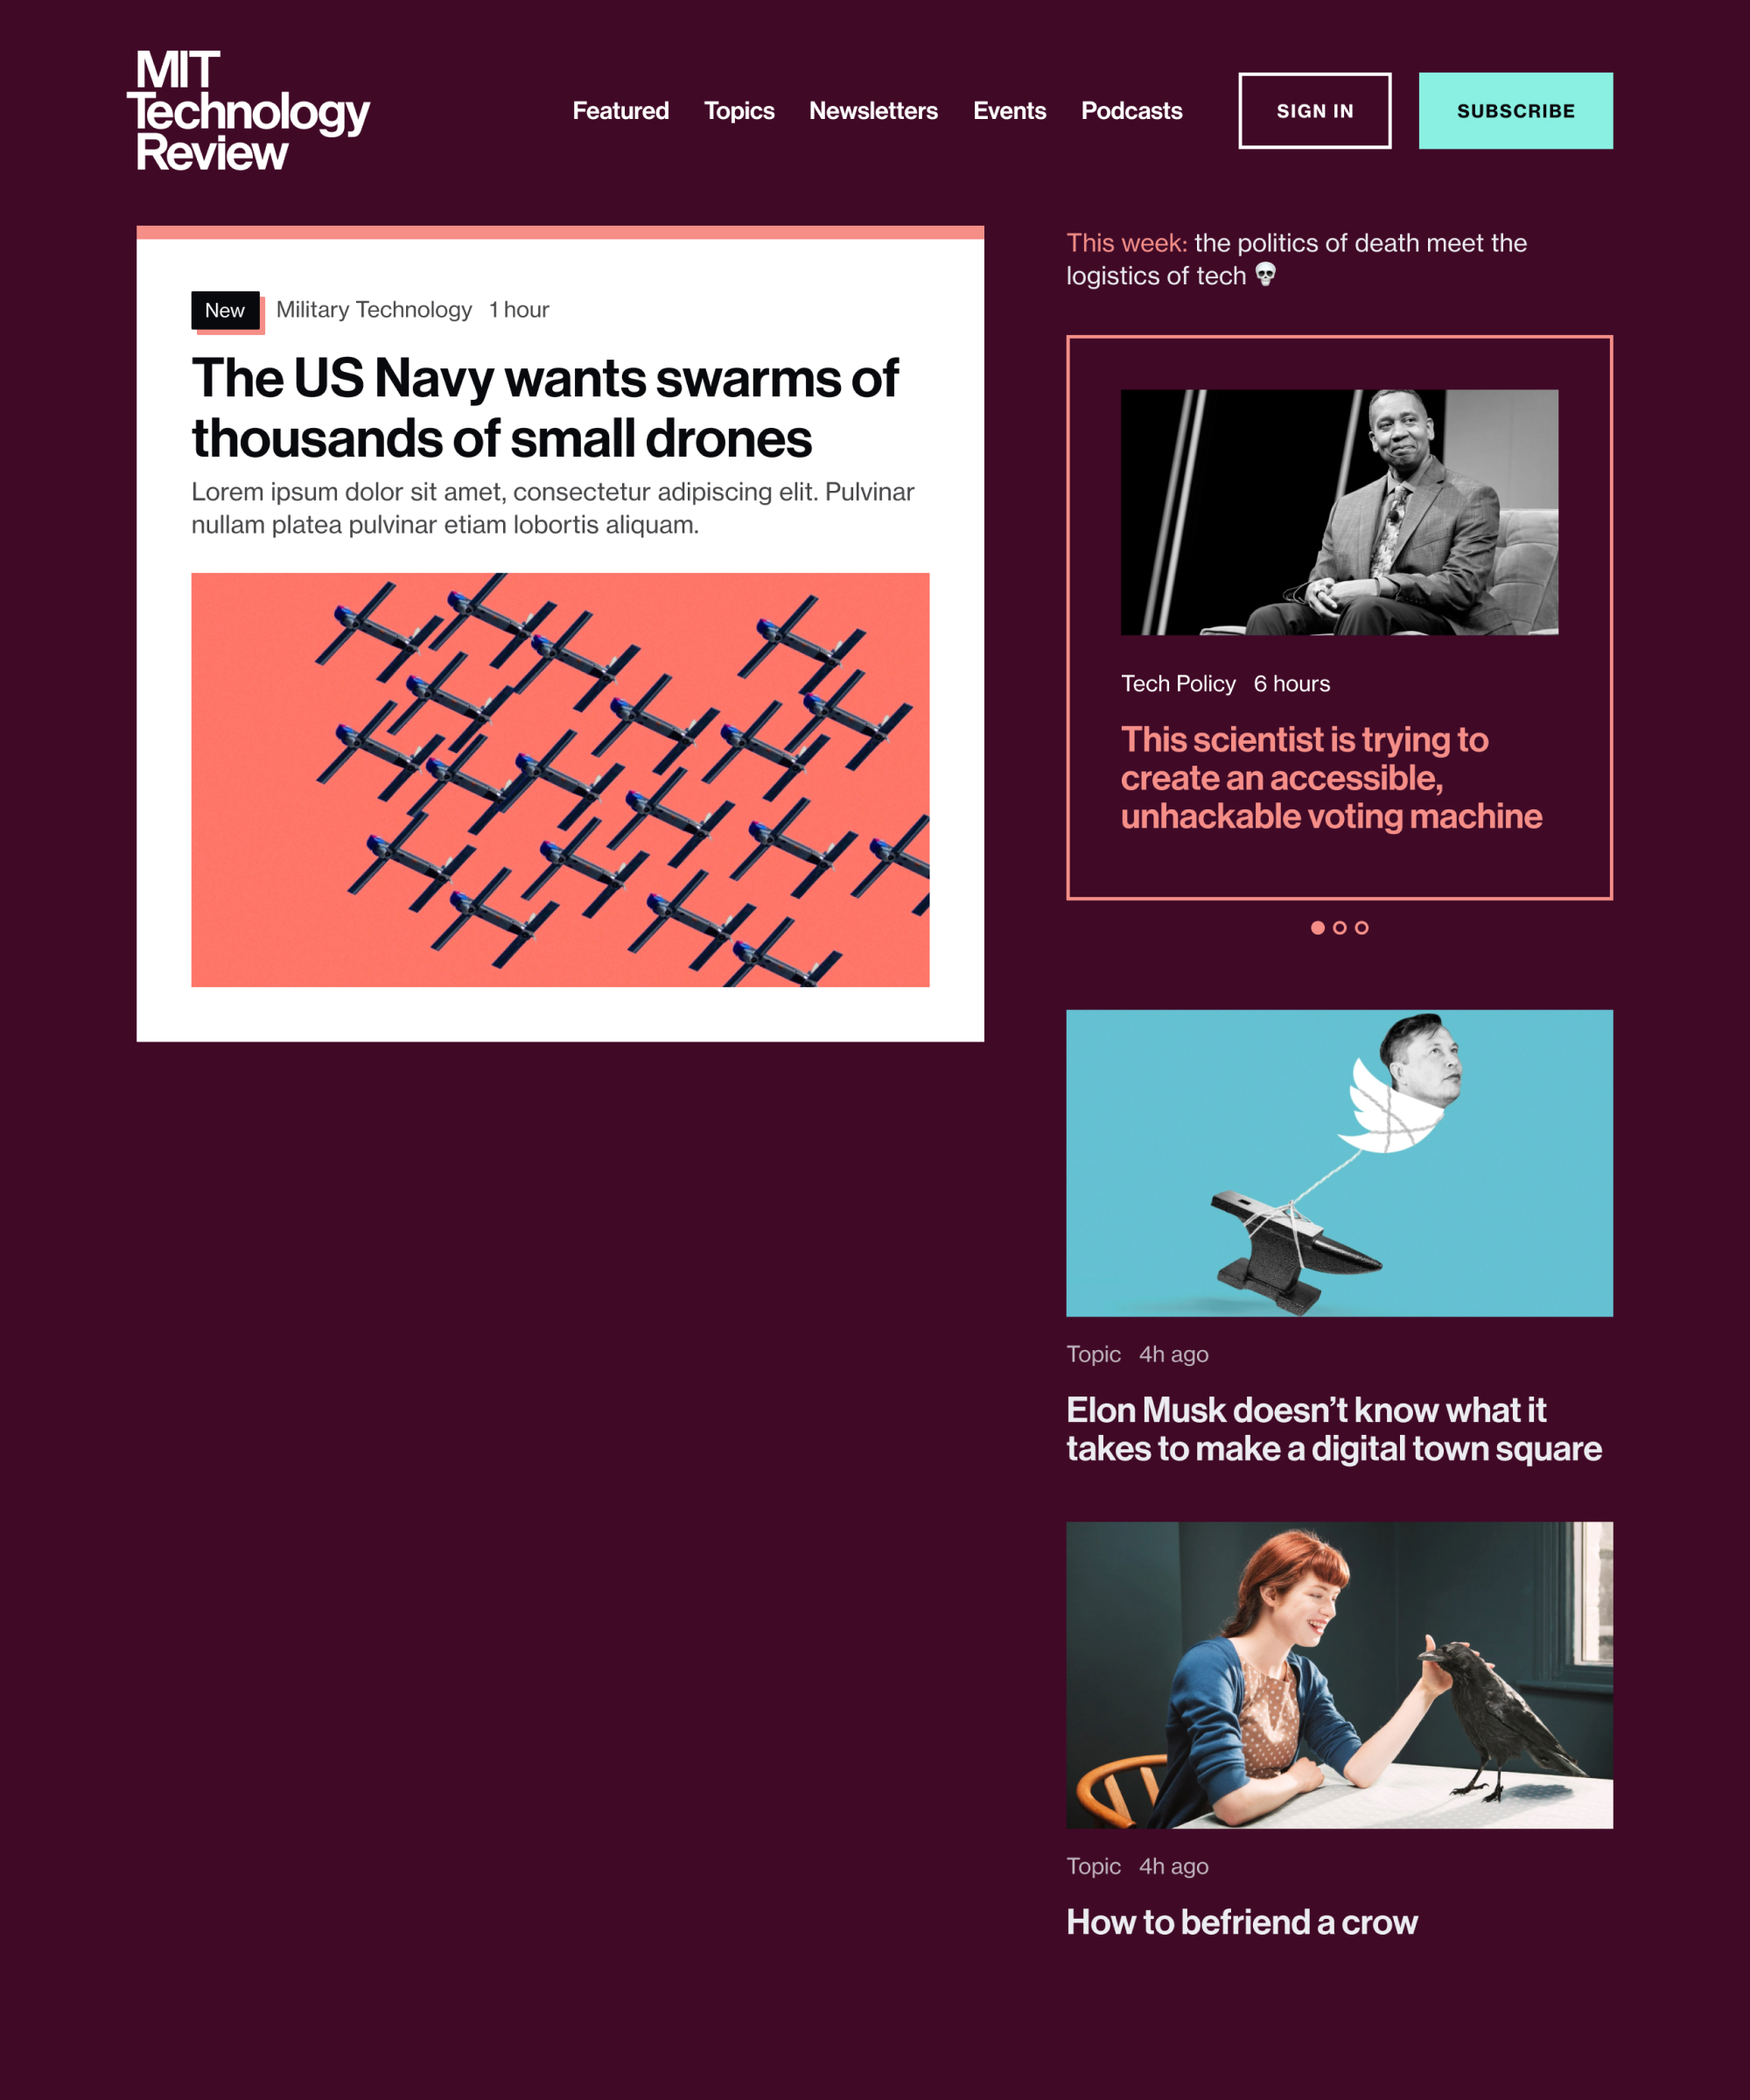 MIT
Technology
Review
Featured Topics Newsletters Events Podcasts SIGN IN SUBSCRIBE
New Military Technology 1 hour
The US Navy wants swarms of
thousands of small drones
Lorem ipsum dolor sit amet, consectetur adipiscing elit. Pulvinar
nullam platea pulvinar etiam lobortis aliquam.
This week: the politics of death meet the
logistics of tech 💀
Tech Policy 6 hours
This scientist is trying to
create an accessible,
unhackable voting machine
Topic 4h ago
Elon Musk doesn’t know what it
takes to make a digital town square
Topic 4h ago
How to befriend a crow